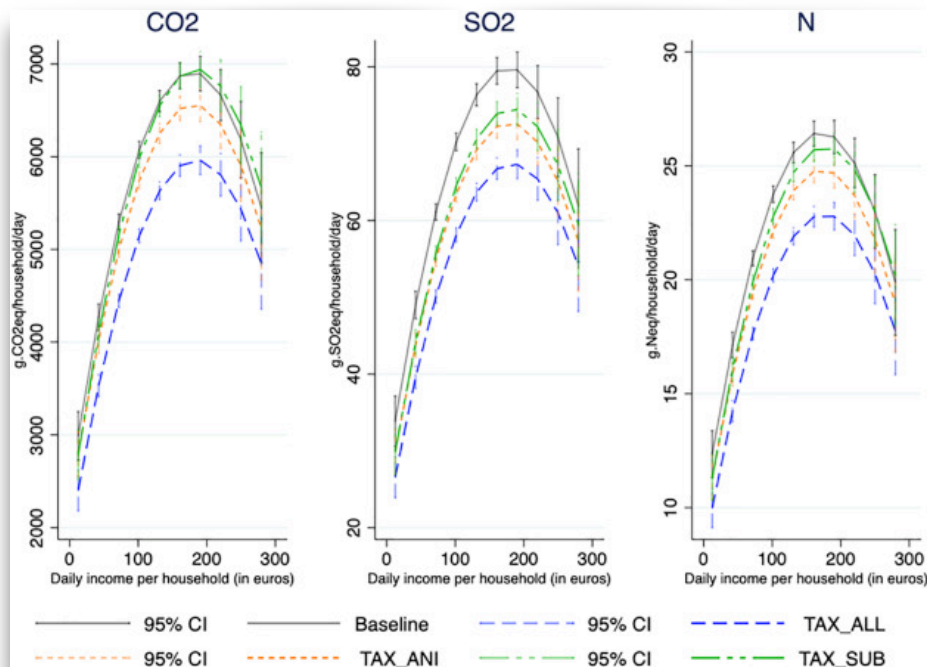 CO2 SO2 N
g.CO2eq/household/day
7000
6000
5000
4000
3000
2000
0 100 200 300
Daily income per household (in euros)
g.SO2eq/household/day
80
60
40
20
0 100 200 300
Daily income per household (in euros)
g.Neq/household/day
30
25
20
15
10
0 100 200 300
Daily income per household (in euros)
95% CI Baseline 95% CI TAX_ALL
95% CI TAX_ANI 95% CI TAX_SUB